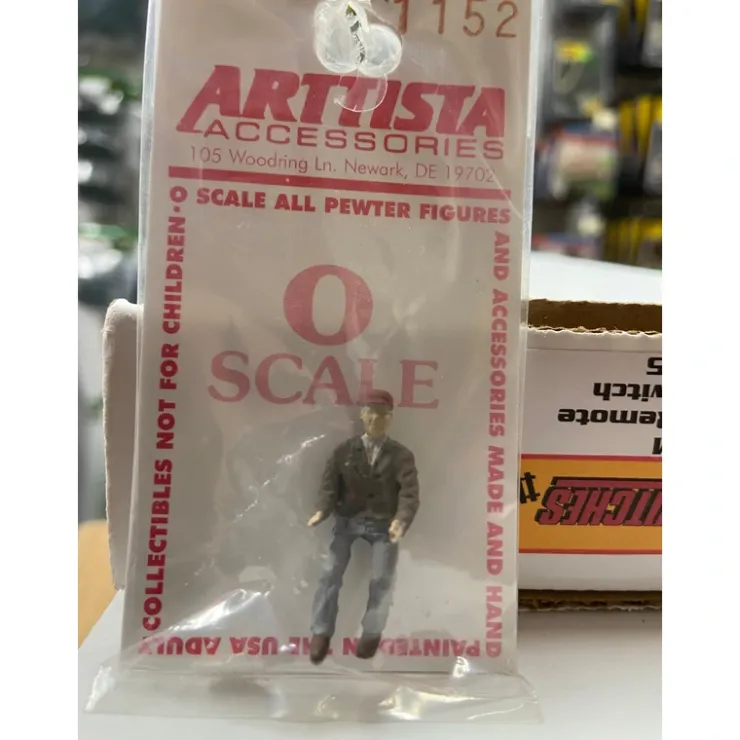 1152
ARTTISTA
ACCESSORIES
105 Woodring Ln. Newark, DE 19702
O SCALE ALL PEWTER FIGURES
AND ACCESSORIES MADE AND HAND
PAINTED IN THE USA ADULT
COLLECTIBLES NOT FOR CHILDREN •
O
SCALE
Remote